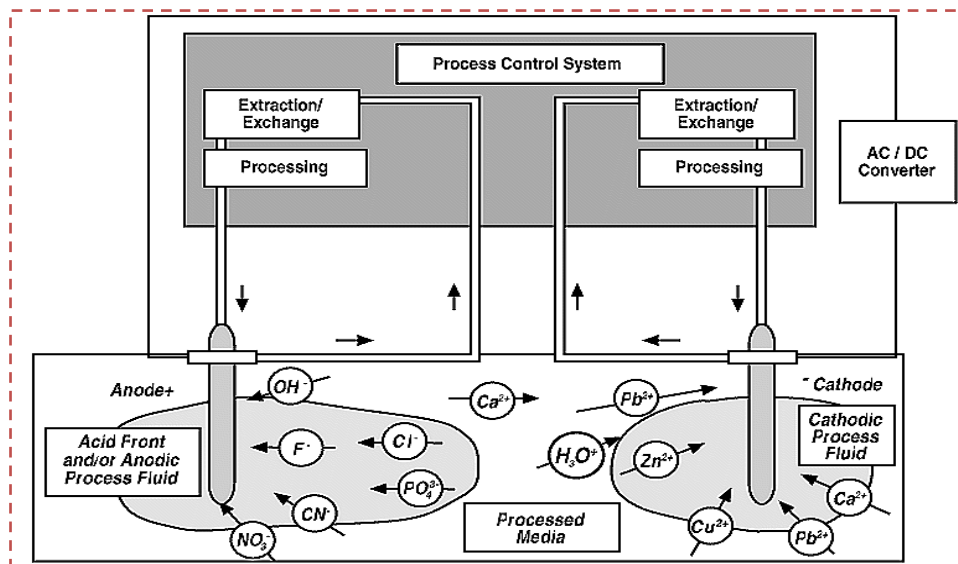 Process Control System
Extraction/
Exchange
Processing
Extraction/
Exchange
Processing
AC / DC
Converter
Anode+
OH⁻
Ca²⁺
Pb²⁺
⁻ Cathode
Acid Front
and/or Anodic
Process Fluid
F⁻
Cl⁻
PO₄³⁻
CN⁻
NO₃⁻
H₃O⁺
Zn²⁺
Cathodic
Process
Fluid
Ca²⁺
Cu²⁺
Pb²⁺
Processed
Media